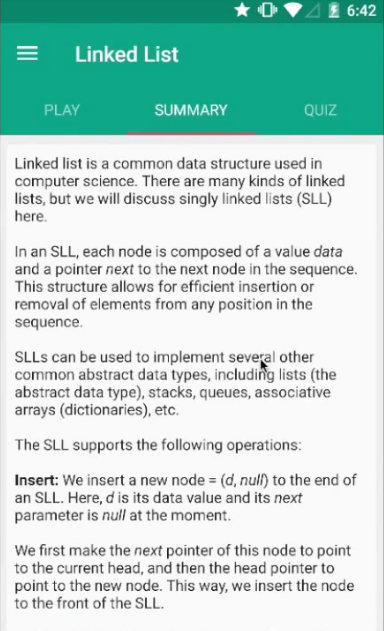 6:42
Linked List
PLAY SUMMARY QUIZ
Linked list is a common data structure used in
computer science. There are many kinds of linked
lists, but we will discuss singly linked lists (SLL)
here.
In an SLL, each node is composed of a value data
and a pointer next to the next node in the sequence.
This structure allows for efficient insertion or
removal of elements from any position in the
sequence.
SLLs can be used to implement several other
common abstract data types, including lists (the
abstract data type), stacks, queues, associative
arrays (dictionaries), etc.
The SLL supports the following operations:
Insert: We insert a new node = (d, null) to the end of
an SLL. Here, d is its data value and its next
parameter is null at the moment.
We first make the next pointer of this node to point
to the current head, and then the head pointer to
point to the new node. This way, we insert the node
to the front of the SLL.